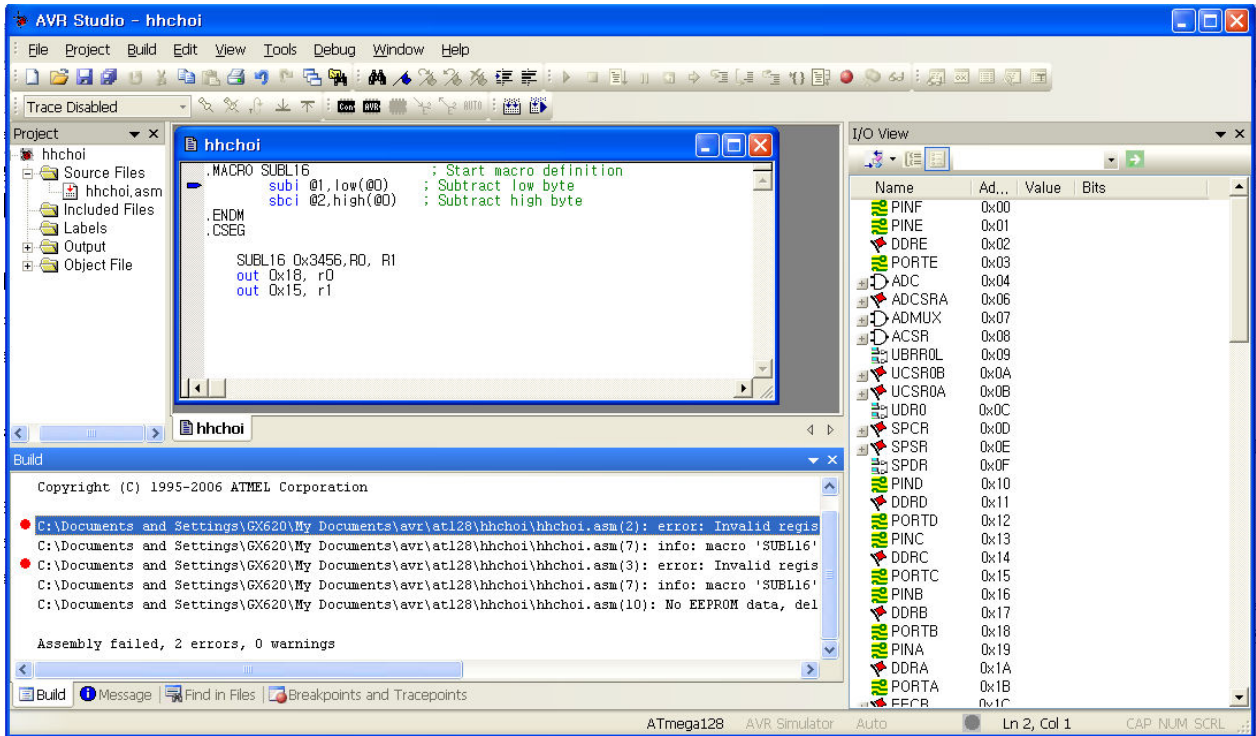 AVR Studio - hhchoi
File Project Build Edit View Tools Debug Window Help
Trace Disabled
Con AVR AUTO
Project
hhchoi
Source Files
hhchoi.asm
Included Files
Labels
Output
Object File
hhchoi
.MACRO SUBL16 ; Start macro definition
subi @1,low(@0) ; Subtract low byte
sbci @2,high(@0) ; Subtract high byte
.ENDM
.CSEG
SUBL16 0x3456,R0, R1
out 0x18, r0
out 0x15, r1
hhchoi
I/O View
Name Ad... Value Bits
PINF 0x00
PINE 0x01
DDRE 0x02
PORTE 0x03
ADC 0x04
ADCSRA 0x06
ADMUX 0x07
ACSR 0x08
UBRR0L 0x09
UCSR0B 0x0A
UCSR0A 0x0B
UDR0 0x0C
SPCR 0x0D
SPSR 0x0E
SPDR 0x0F
PIND 0x10
DDRD 0x11
PORTD 0x12
PINC 0x13
DDRC 0x14
PORTC 0x15
PINB 0x16
DDRB 0x17
PORTB 0x18
PINA 0x19
DDRA 0x1A
PORTA 0x1B
EECR 0x1C
Build
Copyright (C) 1995-2006 ATMEL Corporation
C:\Documents and Settings\GX620\My Documents\avr\at128\hhchoi\hhchoi.asm(2): error: Invalid regis
C:\Documents and Settings\GX620\My Documents\avr\at128\hhchoi\hhchoi.asm(7): info: macro 'SUBL16'
C:\Documents and Settings\GX620\My Documents\avr\at128\hhchoi\hhchoi.asm(3): error: Invalid regis
C:\Documents and Settings\GX620\My Documents\avr\at128\hhchoi\hhchoi.asm(7): info: macro 'SUBL16'
C:\Documents and Settings\GX620\My Documents\avr\at128\hhchoi\hhchoi.asm(10): No EEPROM data, del
Assembly failed, 2 errors, 0 warnings
Build Message Find in Files Breakpoints and Tracepoints
ATmega128 AVR Simulator Auto Ln 2, Col 1 CAP NUM SCRL